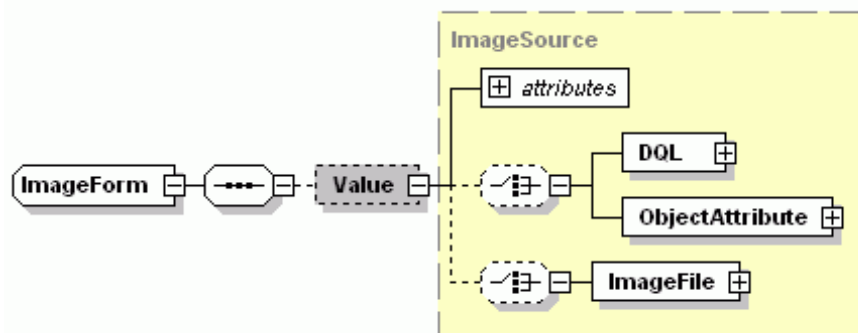 ImageSource
attributes
DQL
ImageForm
Value
ObjectAttribute
ImageFile